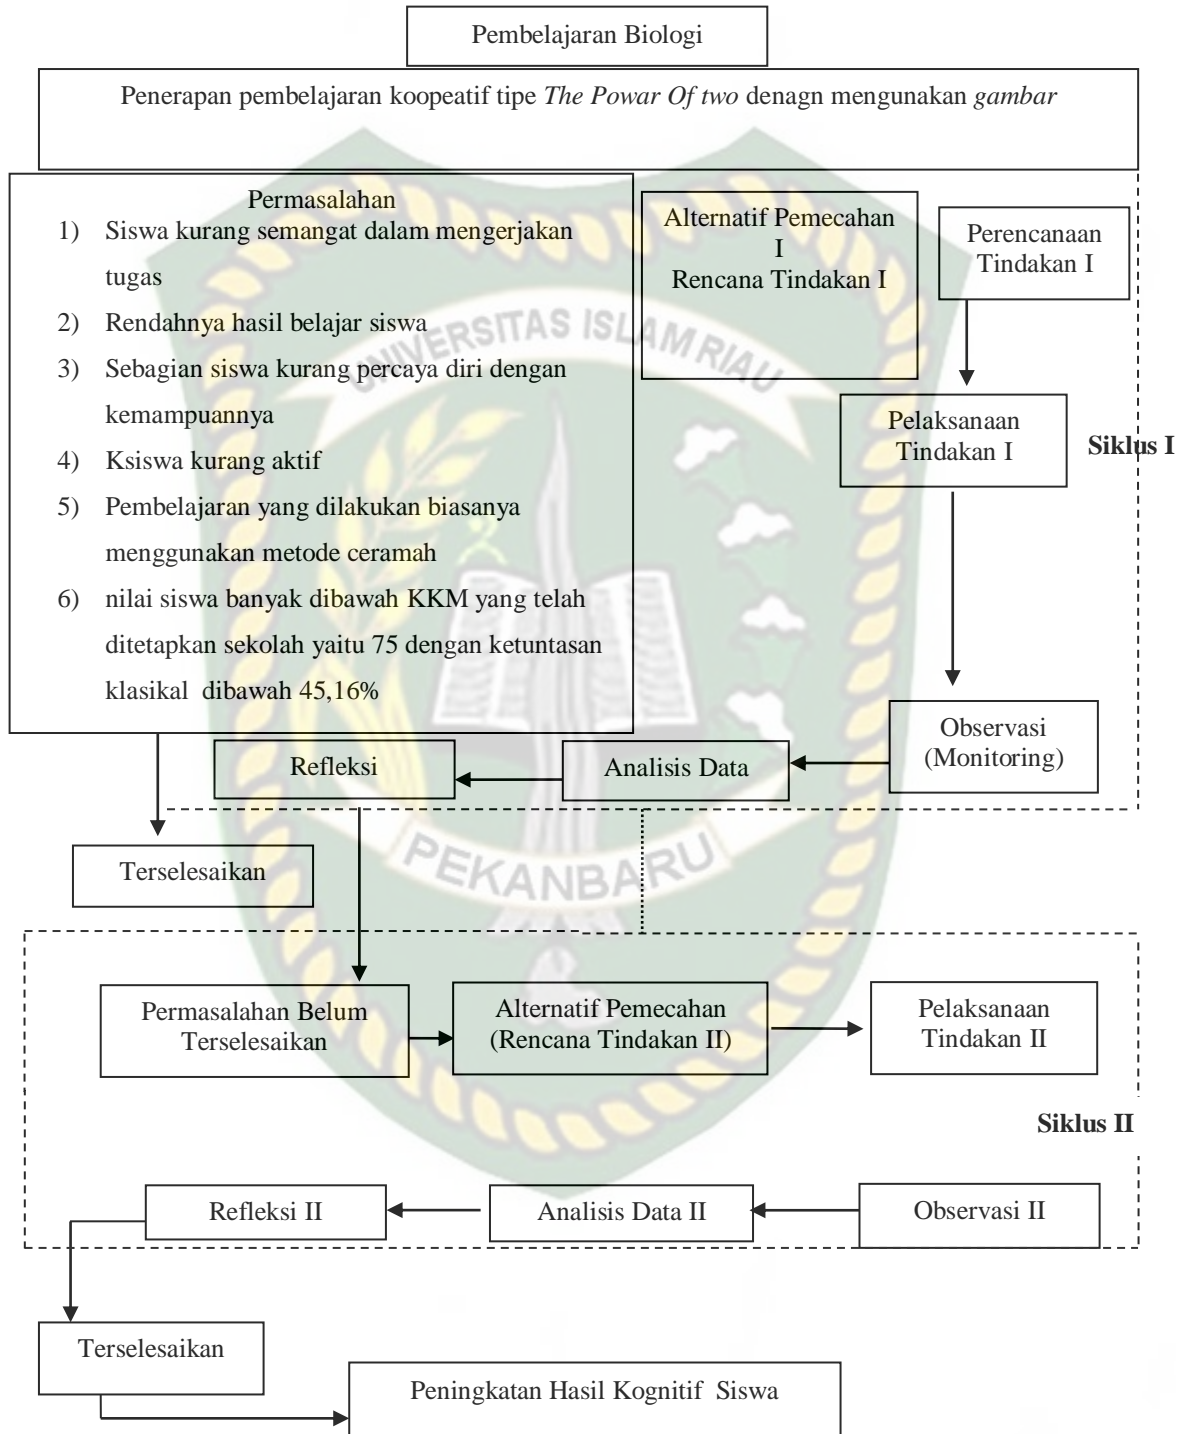 Pembelajaran Biologi
Penerapan pembelajaran koopeatif tipe The Powar Of two denagn mengunakan gambar
Permasalahan
1) Siswa kurang semangat dalam mengerjakan
tugas
2) Rendahnya hasil belajar siswa
3) Sebagian siswa kurang percaya diri dengan
kemampuannya
4) Ksiswa kurang aktif
5) Pembelajaran yang dilakukan biasanya
menggunakan metode ceramah
6) nilai siswa banyak dibawah KKM yang telah
ditetapkan sekolah yaitu 75 dengan ketuntasan
klasikal dibawah 45,16%
Alternatif Pemecahan
I
Rencana Tindakan I
Perencanaan
Tindakan I
UNIVERSITAS ISLAM RIAU
Pelaksanaan
Tindakan I
Siklus I
Observasi
(Monitoring)
Analisis Data
Refleksi
Terselesaikan
PEKANBARU
Permasalahan Belum
Terselesaikan
Alternatif Pemecahan
(Rencana Tindakan II)
Pelaksanaan
Tindakan II
Siklus II
Refleksi II
Analisis Data II
Observasi II
Terselesaikan
Peningkatan Hasil Kognitif Siswa